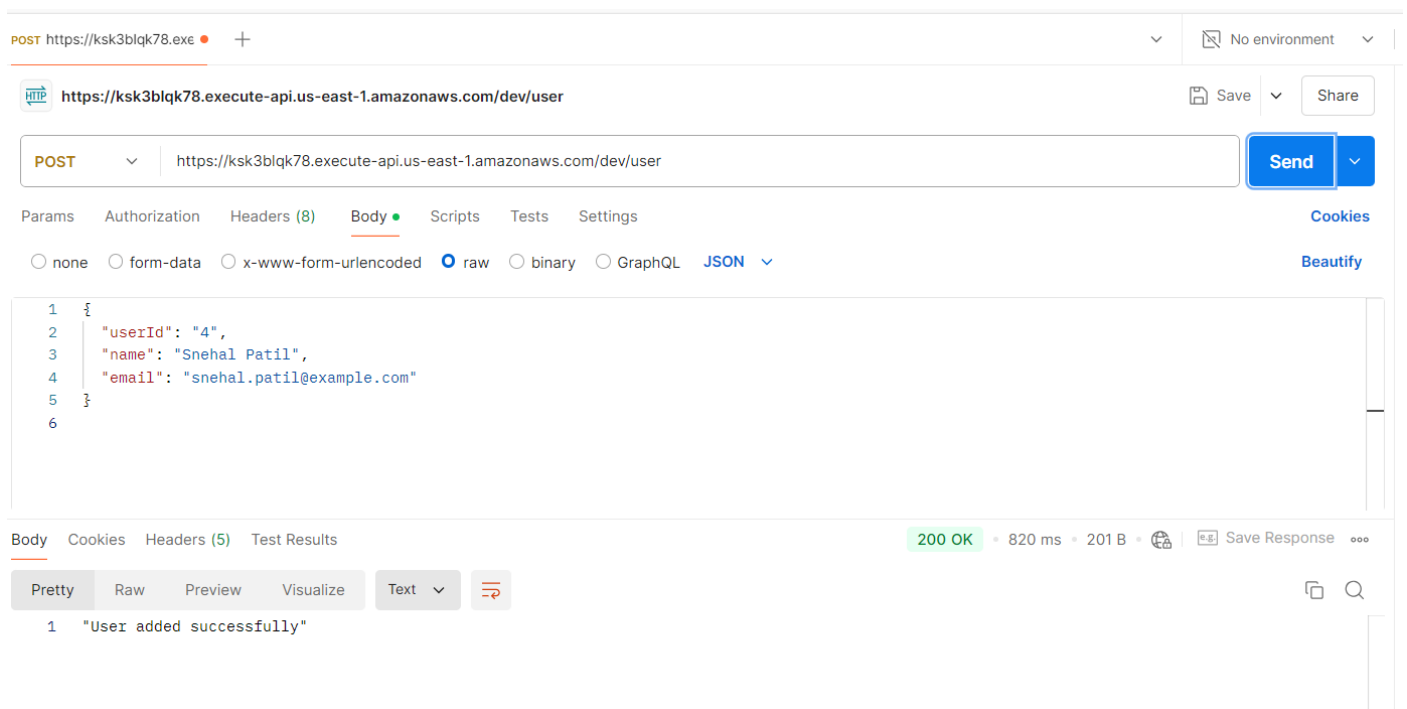 POST https://ksk3blqk78.exe
No environment
HTTP https://ksk3blqk78.execute-api.us-east-1.amazonaws.com/dev/user Save Share
POST https://ksk3blqk78.execute-api.us-east-1.amazonaws.com/dev/user Send
Params Authorization Headers (8) Body Scripts Tests Settings Cookies
none form-data x-www-form-urlencoded raw binary GraphQL JSON Beautify
1 {
2 "userId": "4",
3 "name": "Snehal Patil",
4 "email": "snehal.patil@example.com"
5 }
6
Body Cookies Headers (5) Test Results 200 OK • 820 ms • 201 B • e.g. Save Response
Pretty Raw Preview Visualize Text
1 "User added successfully"